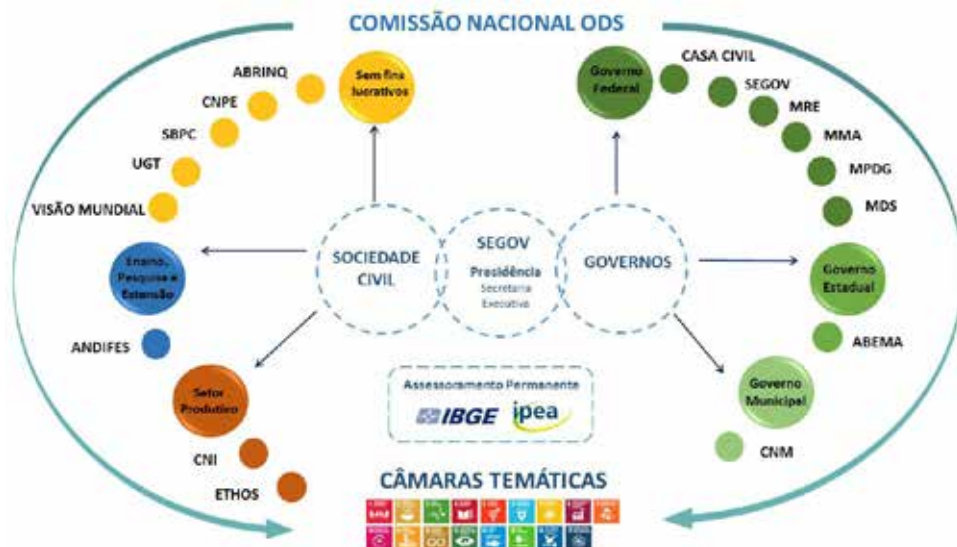 COMISSÃO NACIONAL ODS
ABRINQ
CNPE
SBPC
UGT
VISÃO MUNDIAL
Sem fins
lucrativos
Ensino,
Pesquisa e
Extensão
ANDIFES
Setor
Produtivo
CNI
ETHOS
SOCIEDADE
CIVIL
SEGOV
Presidência
Secretaria
Executiva
GOVERNOS
Governo
Federal
CASA CIVIL
SEGOV
MRE
MMA
MPDG
MDS
Governo
Estadual
ABEMA
Governo
Municipal
CNM
Assessoramento Permanente
IBGE
ipea
CÂMARAS TEMÁTICAS